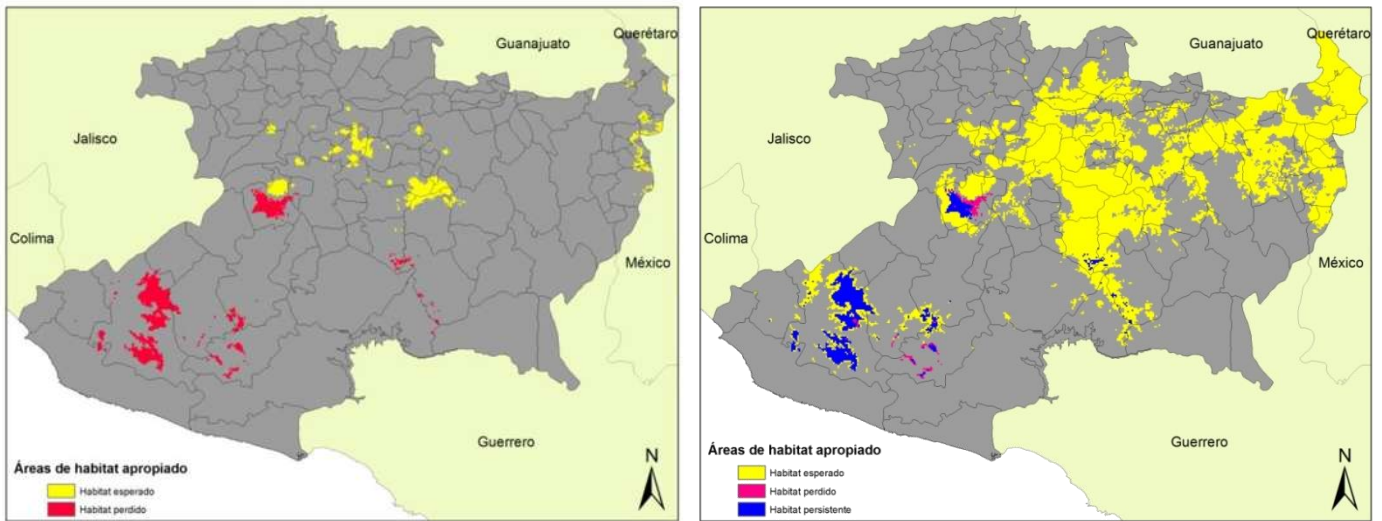 Guanajuato
Querétaro
Jalisco
Colima
México
Guerrero
N
Áreas de habitat apropiado
Habitat esperado
Habitat perdido
Guanajuato
Querétaro
Jalisco
Colima
México
Guerrero
N
Áreas de habitat apropiado
Habitat esperado
Habitat perdido
Habitat persistente